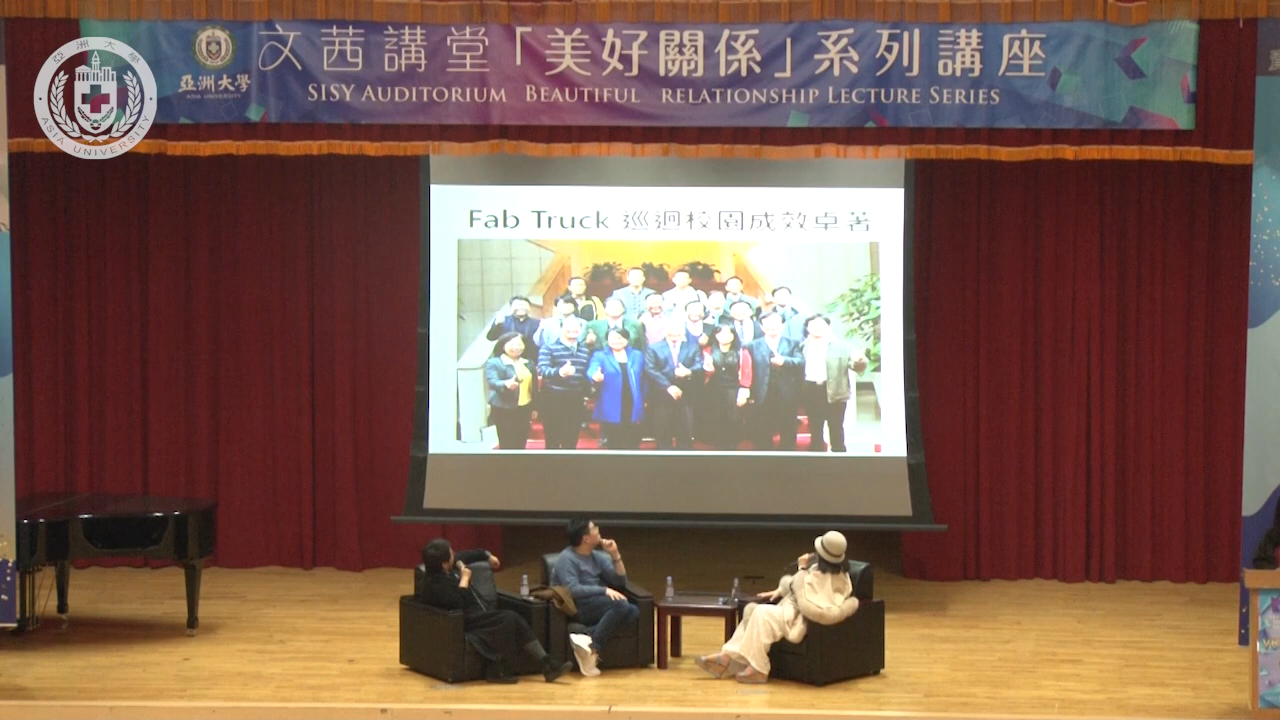 亞洲大學
ASIA UNIVERSITY
亞洲大學
ASIA UNIVERSITY
文茜講堂「美好關係」系列講座
SISY AUDITORIUM BEAUTIFUL RELATIONSHIP LECTURE SERIES
Fab Truck 巡迴校園成效卓著